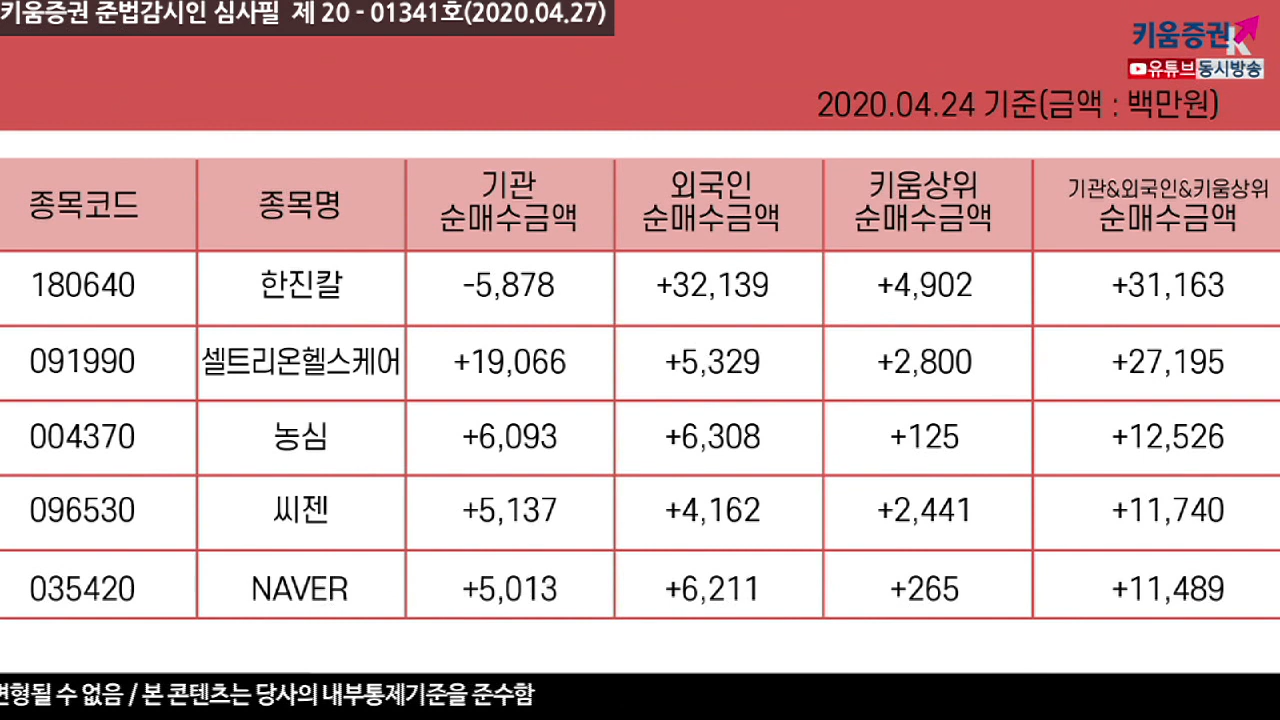 키움증권 준법감시인 심사필 제 20 - 01341호(2020.04.27)
키움증권
유튜브 동시방송
2020.04.24 기준(금액 : 백만원)
종목코드 종목명 기관 순매수금액 외국인 순매수금액 키움상위 순매수금액 기관&외국인&키움상위 순매수금액
180640 한진칼 -5,878 +32,139 +4,902 +31,163
091990 셀트리온헬스케어 +19,066 +5,329 +2,800 +27,195
004370 농심 +6,093 +6,308 +125 +12,526
096530 씨젠 +5,137 +4,162 +2,441 +11,740
035420 NAVER +5,013 +6,211 +265 +11,489
변형될 수 없음 / 본 콘텐츠는 당사의 내부통제기준을 준수함